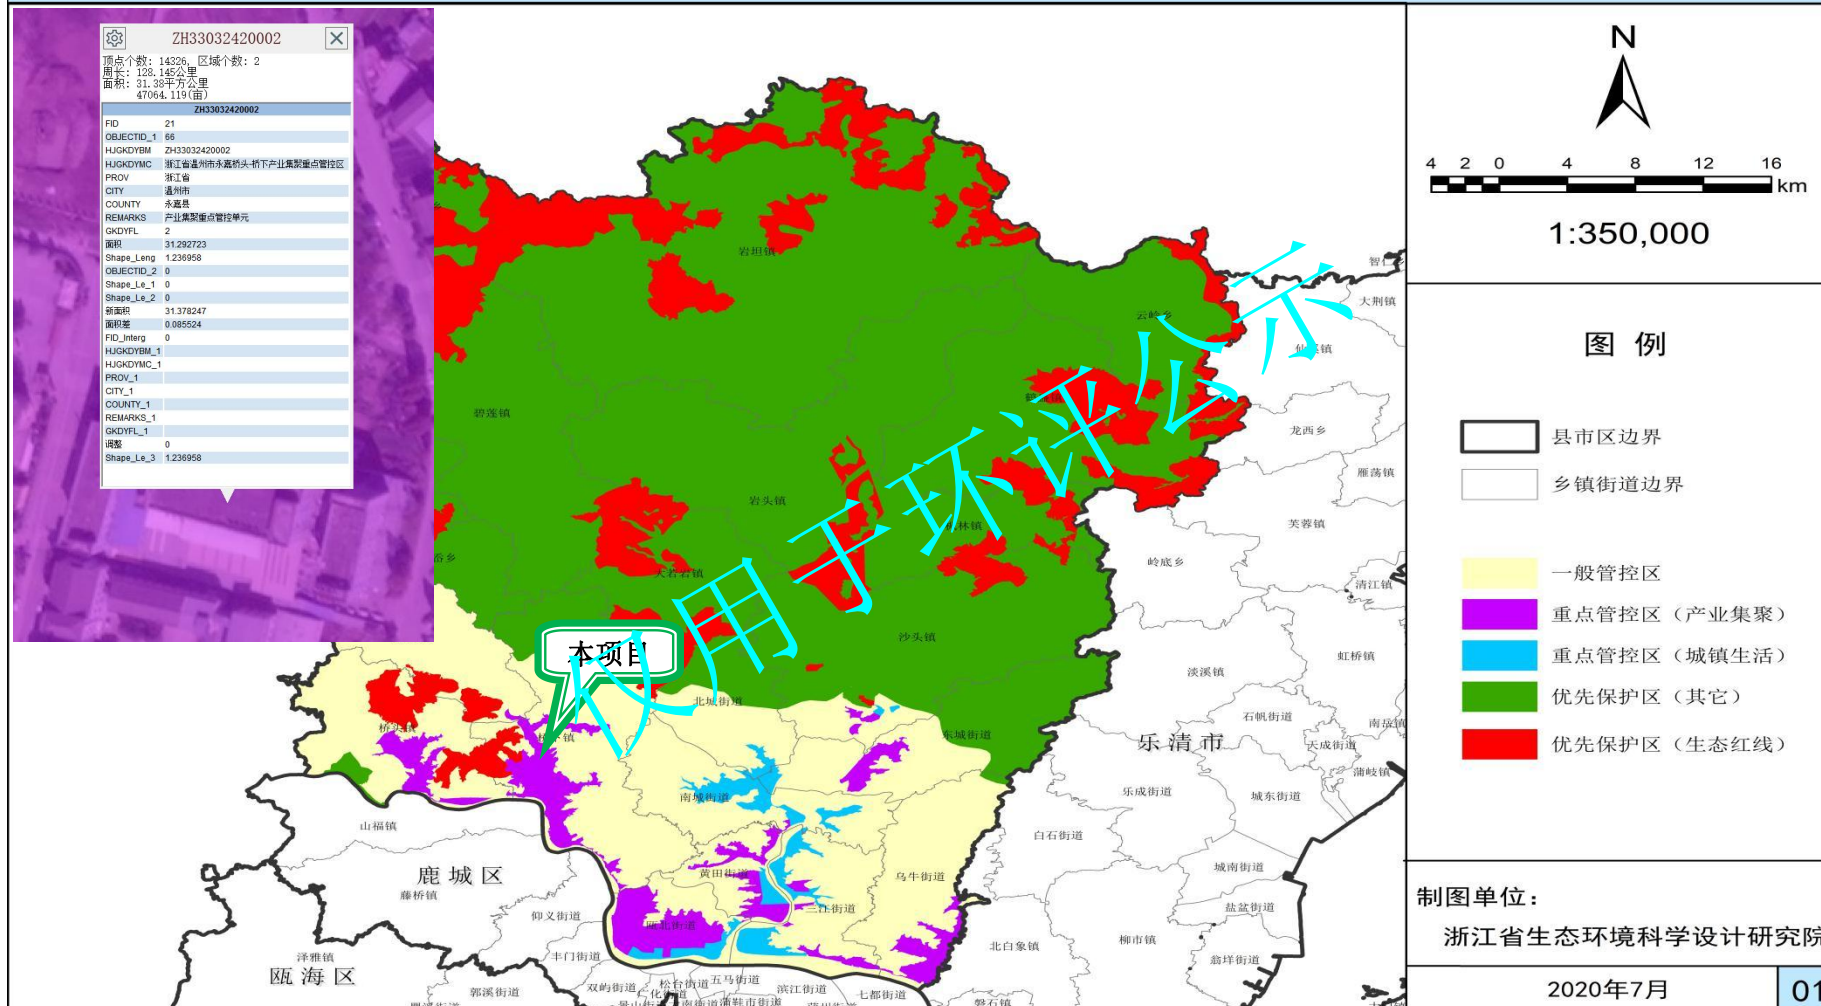 ZH33032420002
顶点个数: 14326, 区域个数: 2
周长: 128.145公里
面积: 31.38平方公里
47064.119(亩)
ZH33032420002
FID 21
OBJECTID_1 66
HJGKDYBM ZH33032420002
HJGKDYMC 浙江省温州市永嘉桥头-桥下产业集聚重点管控区
PROV 浙江省
CITY 温州市
COUNTY 永嘉县
REMARKS 产业集聚重点管控单元
GKDYFL 2
面积 31.292723
Shape_Leng 1.236958
OBJECTID_2 0
Shape_Le_1 0
Shape_Le_2 0
新面积 31.378247
面积差 0.085524
FID_Interg 0
HJGKDYBM_1
HJGKDYMC_1
PROV_1
CITY_1
COUNTY_1
REMARKS_1
GKDYFL_1
调整 0
Shape_Le_3 1.236958
N
4 2 0 4 8 12 16
km
1:350,000
图 例
县市区边界
乡镇街道边界
一般管控区
重点管控区（产业集聚）
重点管控区（城镇生活）
优先保护区（其它）
优先保护区（生态红线）
制图单位：
浙江省生态环境科学设计研究院
2020年7月
01
仅用于环评公示
本项目
岩坦镇
云岭乡
碧莲镇
岩头镇
大若岩镇
沙头镇
北城街道
东城街道
南城街道
黄田街道
三江街道
乌牛街道
瓯北街道
大荆镇
龙西乡
雁荡镇
芙蓉镇
岭底乡
清江镇
虹桥镇
淡溪镇
石帆街道
天成街道
蒲岐镇
乐清市
乐成街道
城东街道
白石街道
城南街道
盐盆街道
柳市镇
翁垟街道
北白象镇
磐石镇
山福镇
鹿城区
藤桥镇
仰义街道
丰门街道
泽雅镇
瓯海区
郭溪街道
双屿街道
松台街道
五马街道
滨江街道
七都街道
蒲鞋市街道